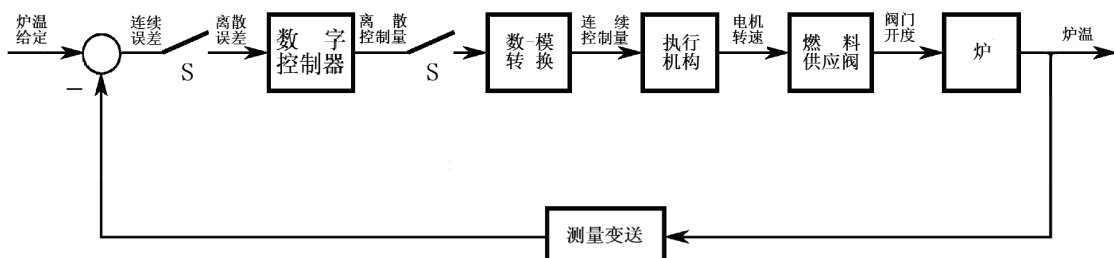 炉温
给定
连续
误差
S
离散
误差
数 字
控制器
离 散
控制量
S
数-模
转 换
连 续
控制量
执行
机构
电机
转速
燃 料
供应阀
阀门
开度
炉
炉温
−
测量变送